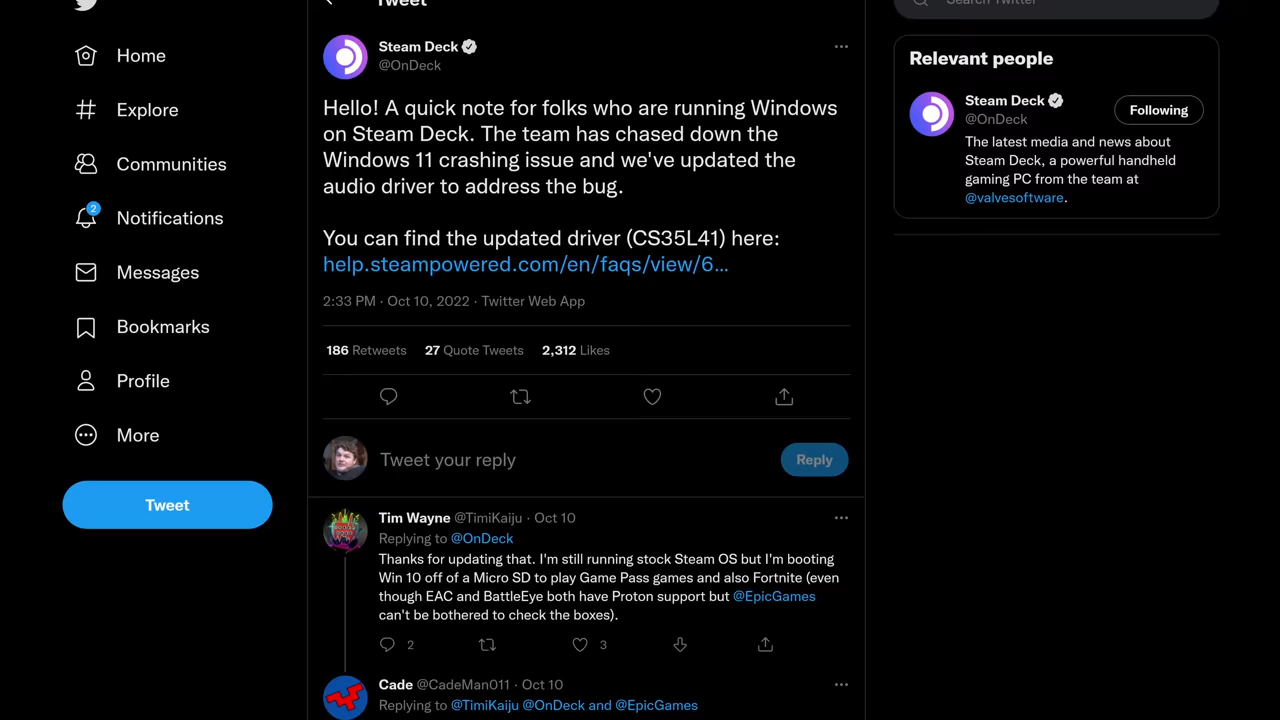 Tweet
Search Twitter
Home
Explore
Communities
2
Notifications
Messages
Bookmarks
Profile
More
Tweet
Steam Deck
@OnDeck
Hello! A quick note for folks who are running Windows
on Steam Deck. The team has chased down the
Windows 11 crashing issue and we've updated the
audio driver to address the bug.
You can find the updated driver (CS35L41) here:
help.steampowered.com/en/faqs/view/6…
2:33 PM · Oct 10, 2022 · Twitter Web App
186 Retweets 27 Quote Tweets 2,312 Likes
Tweet your reply
Reply
Tim Wayne @TimiKaiju · Oct 10
Replying to @OnDeck
Thanks for updating that. I'm still running stock Steam OS but I'm booting
Win 10 off of a Micro SD to play Game Pass games and also Fortnite (even
though EAC and BattleEye both have Proton support but @EpicGames
can't be bothered to check the boxes).
2 3
Cade @CadeMan011 · Oct 10
Replying to @TimiKaiju @OnDeck and @EpicGames
Relevant people
Steam Deck
@OnDeck
Following
The latest media and news about
Steam Deck, a powerful handheld
gaming PC from the team at
@valvesoftware.